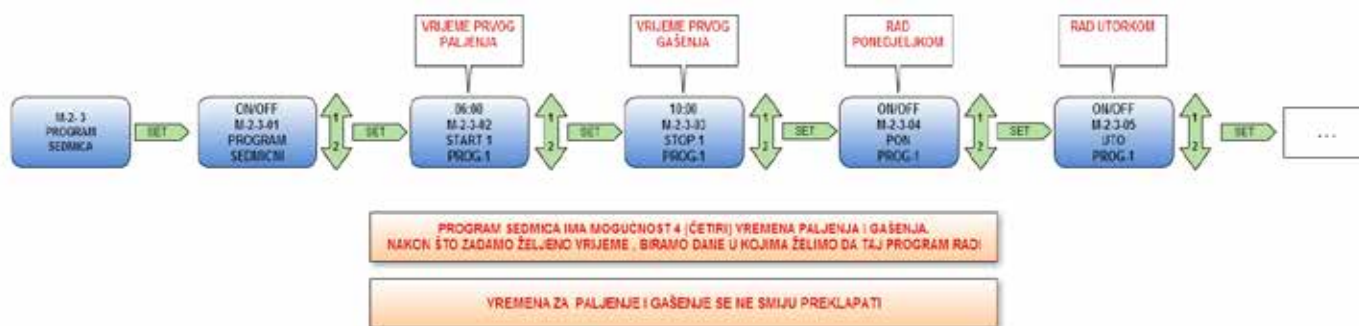 VRIJEME PRVOG
PALJENJA
VRIJEME PRVOG
GAŠENJA
RAD
PONEDJELJKOM
RAD UTORKOM
M-2- 3
PROGRAM
SEDMICA
SET
ON/OFF
M-2-3-01
PROGRAM
SEDMICNI
1
2
SET
06:00
M-2-3-02
START 1
PROG.1
1
2
SET
10:00
M-2-3-03
STOP 1
PROG.1
1
2
SET
ON/OFF
M-2-3-04
PON
PROG.1
1
2
SET
ON/OFF
M-2-3-05
UTO
PROG.1
1
2
SET
...
PROGRAM SEDMICA IMA MOGUĆNOST 4 (ČETIRI) VREMENA PALJENJA I GAŠENJA.
NAKON ŠTO ZADAMO ŽELJENO VRIJEME , BIRAMO DANE U KOJIMA ŽELIMO DA TAJ PROGRAM RADI
VREMENA ZA PALJENJE I GAŠENJE SE NE SMIJU PREKLAPATI